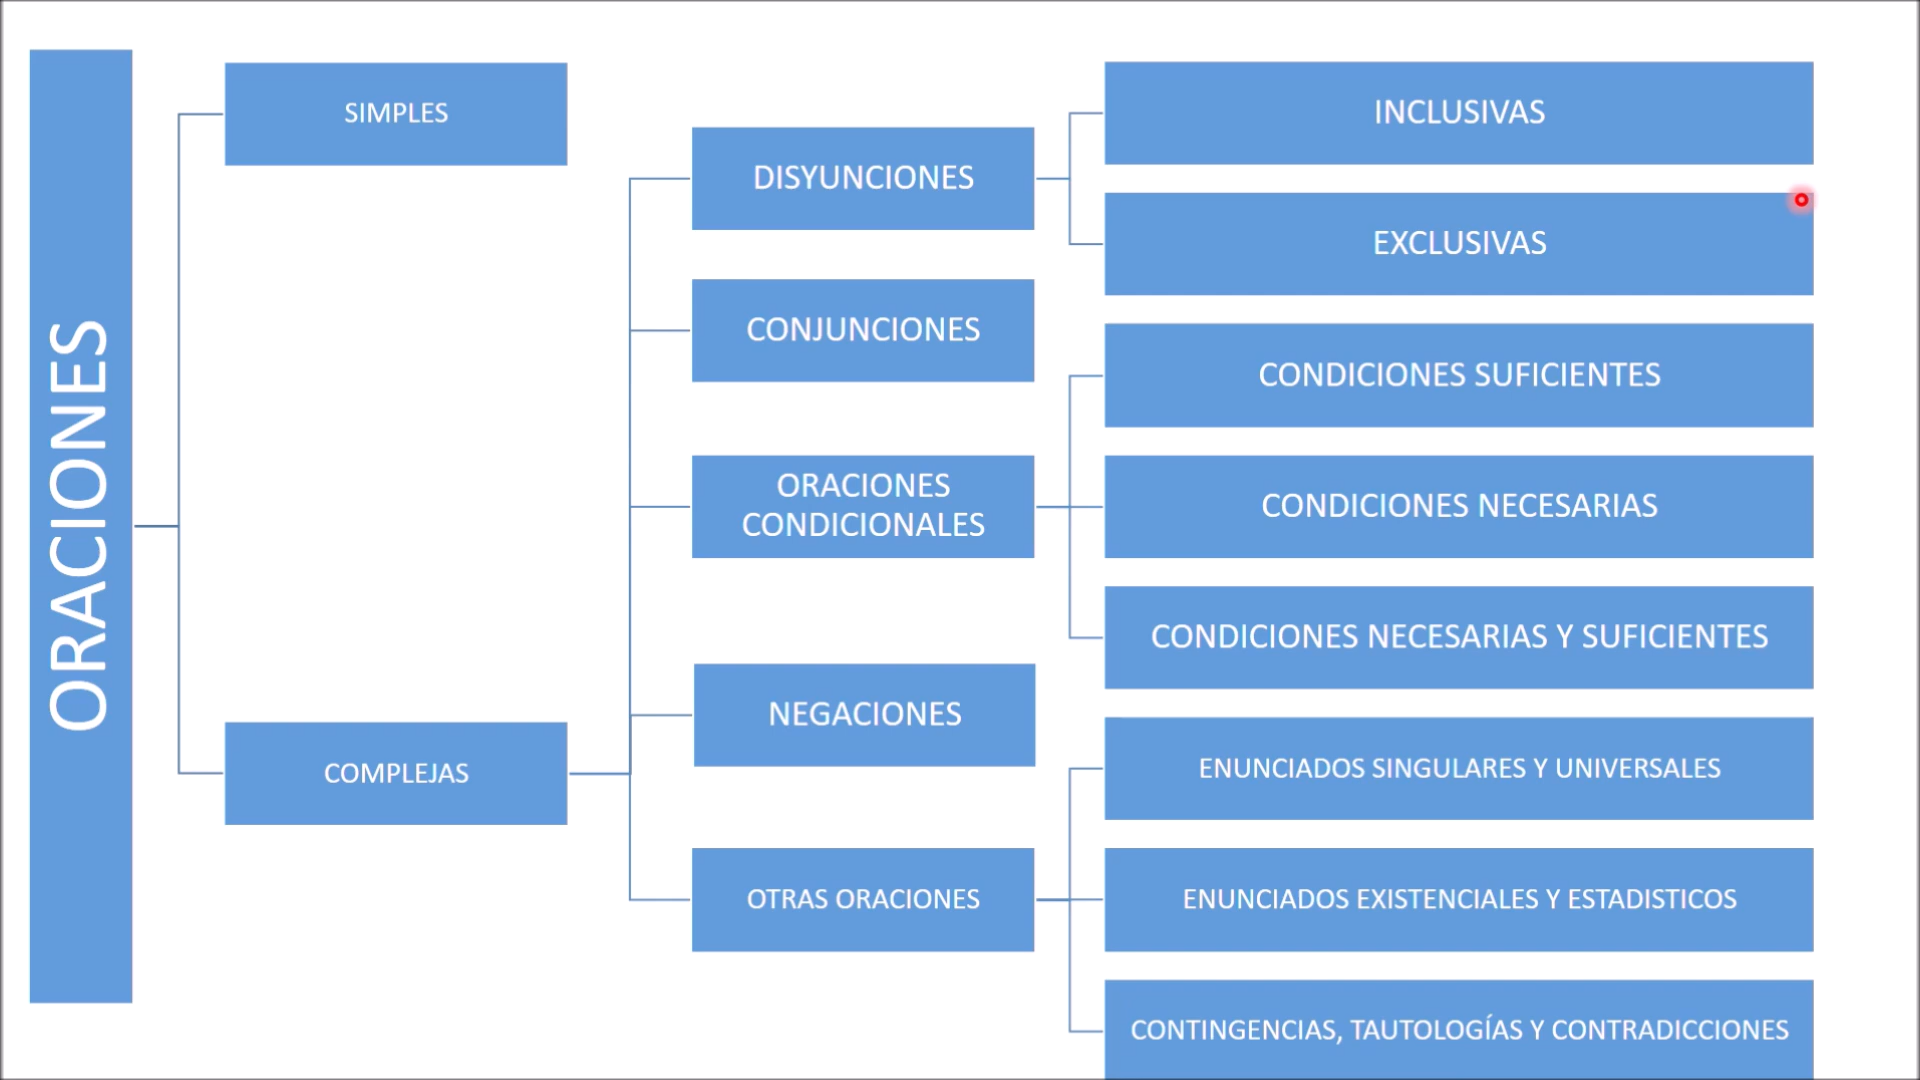 ORACIONES
SIMPLES
COMPLEJAS
DISYUNCIONES
CONJUNCIONES
ORACIONES
CONDICIONALES
NEGACIONES
OTRAS ORACIONES
INCLUSIVAS
EXCLUSIVAS
CONDICIONES SUFICIENTES
CONDICIONES NECESARIAS
CONDICIONES NECESARIAS Y SUFICIENTES
ENUNCIADOS SINGULARES Y UNIVERSALES
ENUNCIADOS EXISTENCIALES Y ESTADISTICOS
CONTINGENCIAS, TAUTOLOGÍAS Y CONTRADICCIONES